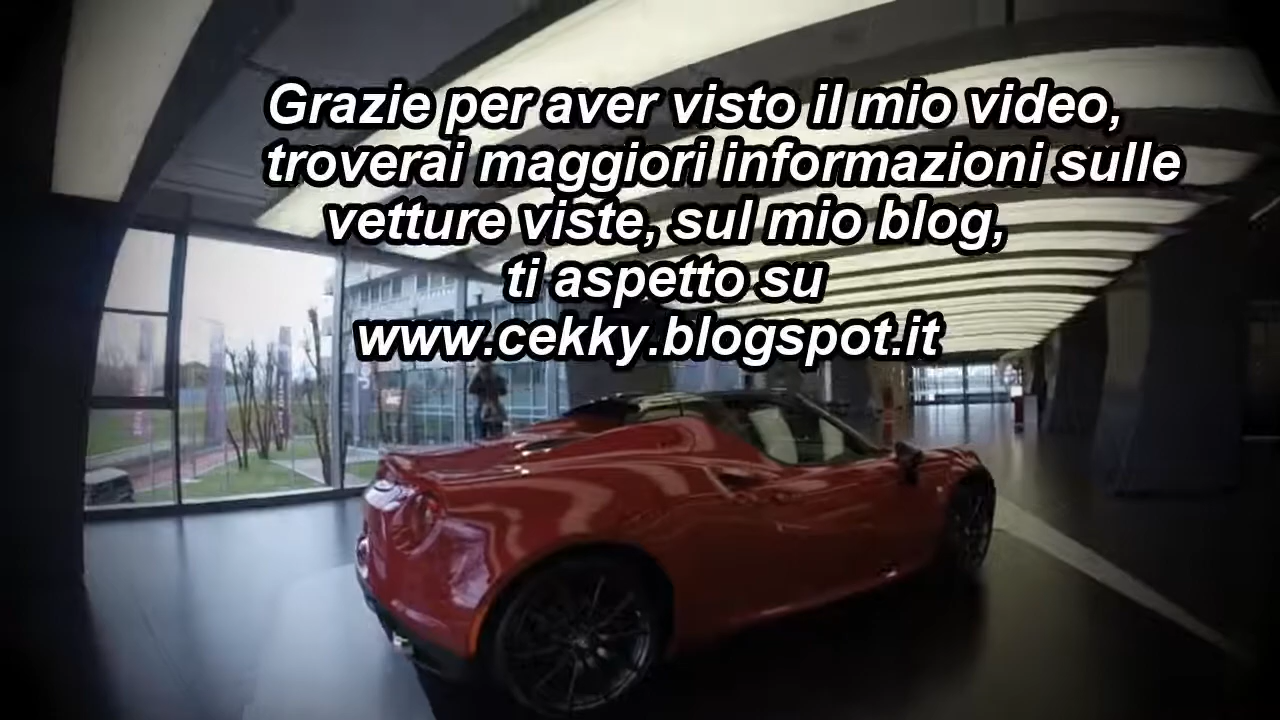 Grazie per aver visto il mio video,
troverai maggiori informazioni sulle
vetture viste, sul mio blog,
ti aspetto su
www.cekky.blogspot.it